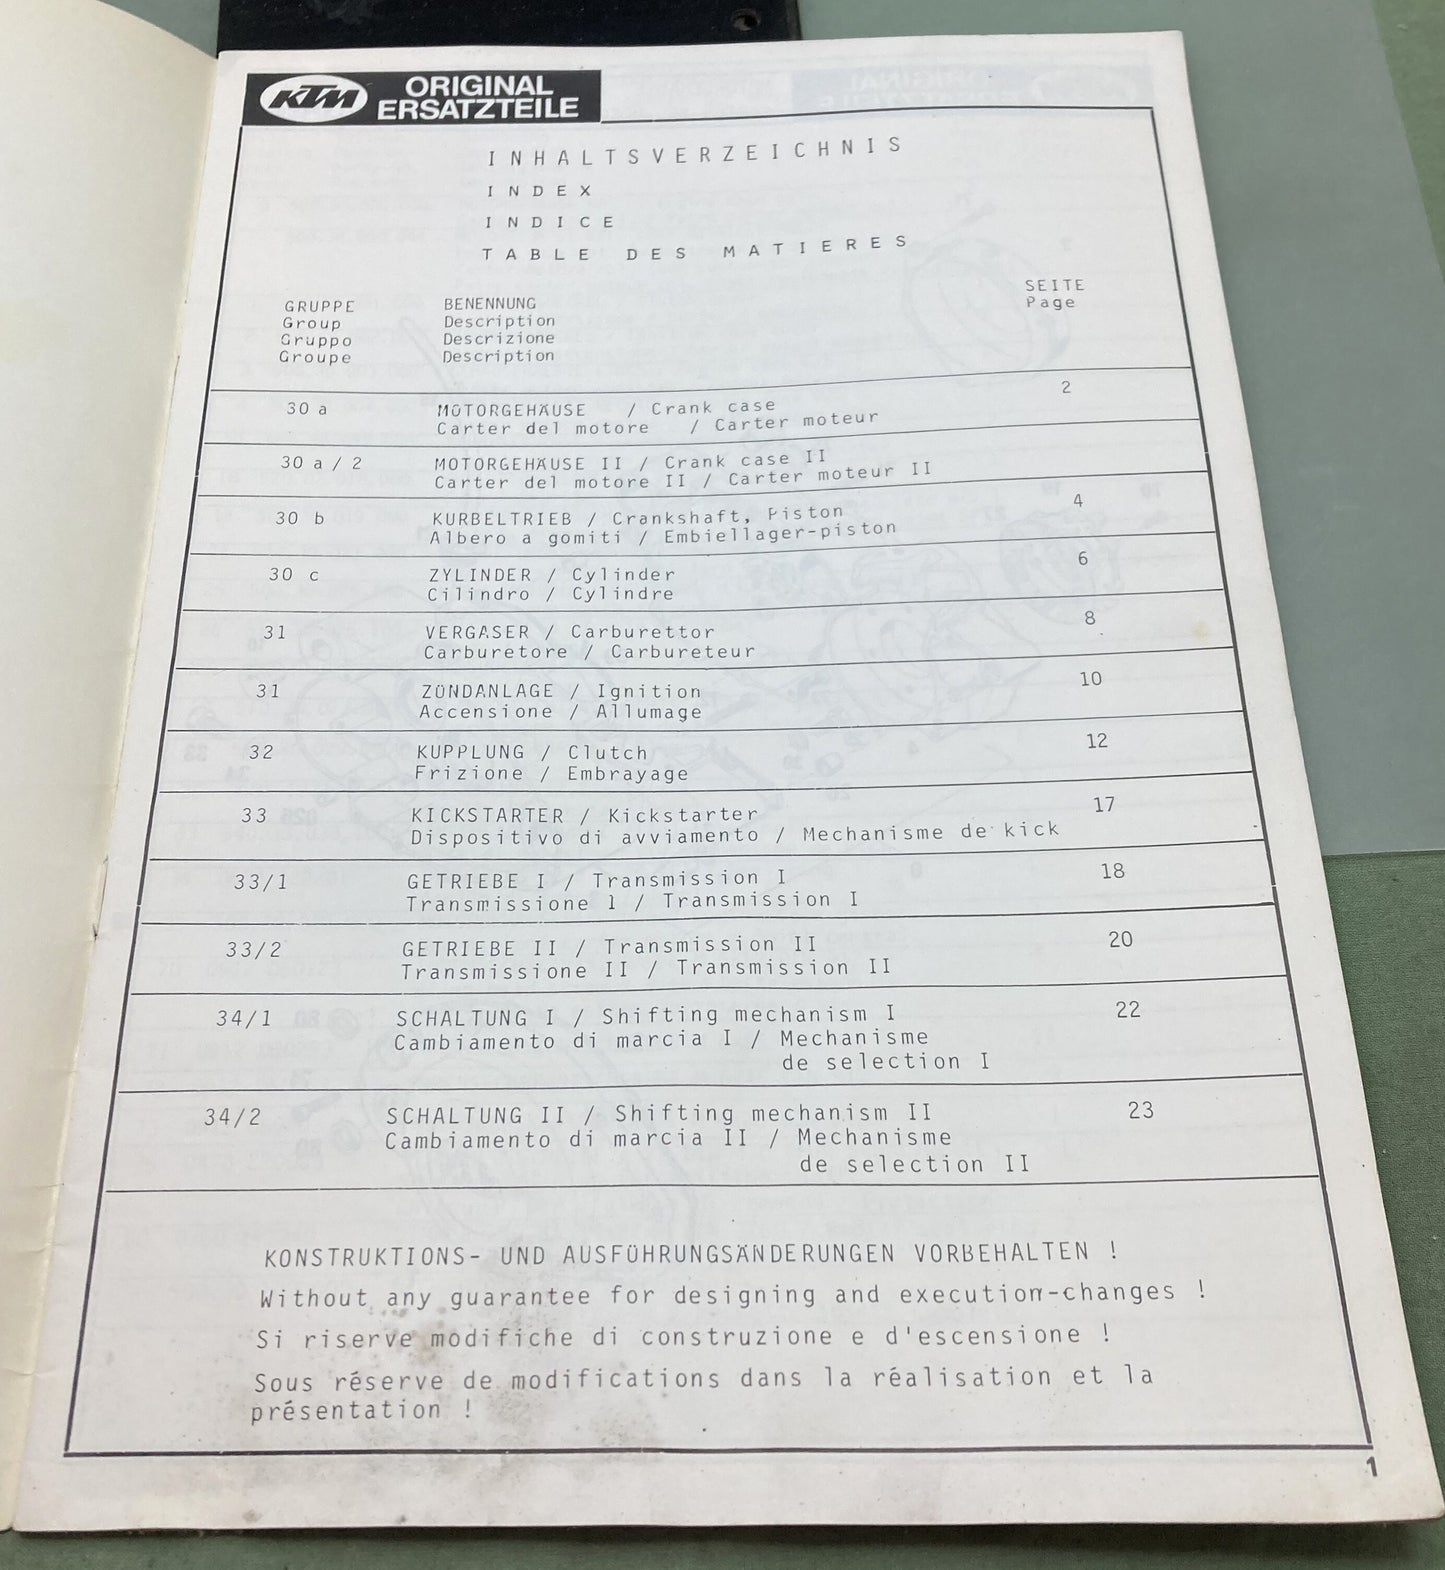 KTM ORIGINAL
ERSATZTEILE
INHALTSVERZEICHNIS
INDEX
INDICE
TABLE DES MATIERES
GRUPPE BENENNUNG SEITE
Group Description Page
Gruppo Descrizione
Groupe Description
30 a MOTORGEHÄUSE / Crank case 2
Carter del motore / Carter moteur
30 a / 2 MOTORGEHÄUSE II / Crank case II
Carter del motore II / Carter moteur II
30 b KURBELTRIEB / Crankshaft, Piston 4
Albero a gomiti / Embiellager-piston
30 c ZYLINDER / Cylinder 6
Cilindro / Cylindre
31 VERGASER / Carburettor 8
Carburetore / Carbureteur
31 ZÜNDANLAGE / Ignition 10
Accensione / Allumage
32 KUPPLUNG / Clutch 12
Frizione / Embrayage
33 KICKSTARTER / Kickstarter 17
Dispositivo di avviamento / Mechanisme de kick
33/1 GETRIEBE I / Transmission I 18
Transmissione l / Transmission I
33/2 GETRIEBE II / Transmission II 20
Transmissione II / Transmission II
34/1 SCHALTUNG I / Shifting mechanism I 22
Cambiamento di marcia I / Mechanisme
de selection I
34/2 SCHALTUNG II / Shifting mechanism II 23
Cambiamento di marcia II / Mechanisme
de selection II
KONSTRUKTIONS- UND AUSFÜHRUNGSÄNDERUNGEN VORBEHALTEN !
Without any guarantee for designing and execution-changes !
Si riserve modifiche di construzione e d'escensione !
Sous réserve de modifications dans la réalisation et la
présentation !
1